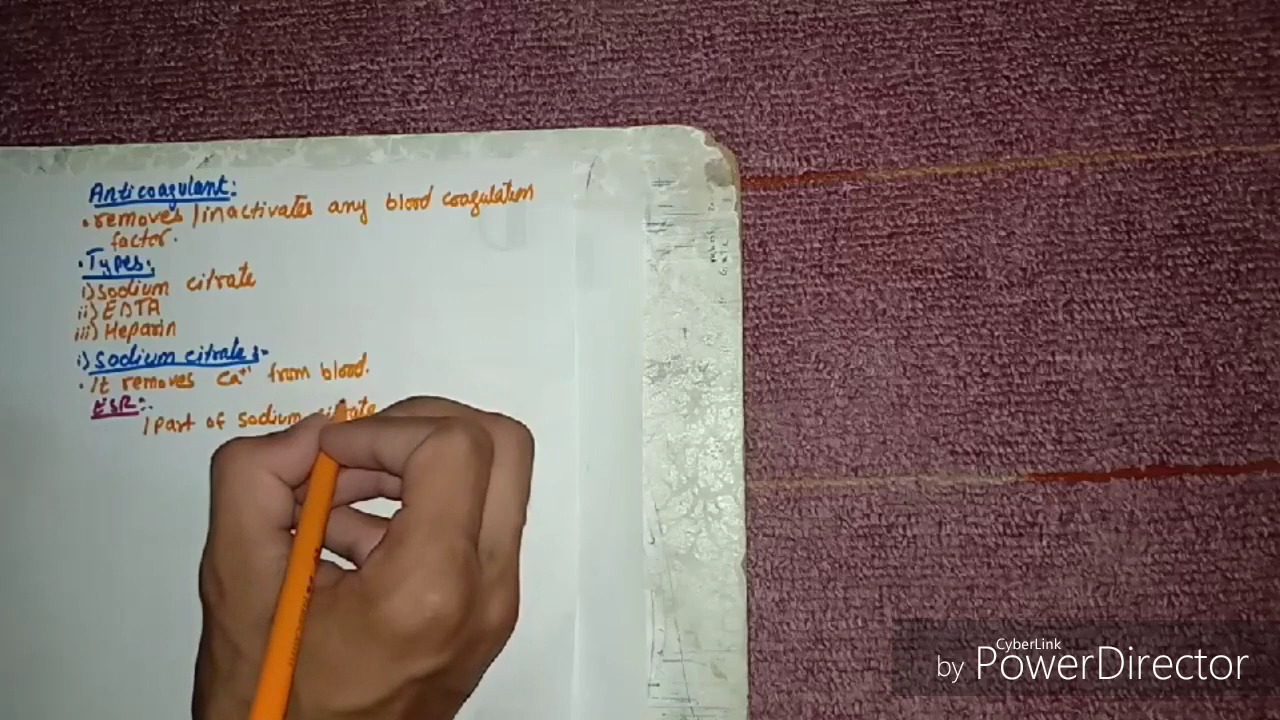 Anticoagulant:
• removes/inactivates any blood coagulation
factor.
• Types:
i) Sodium citrate
ii) EDTA
iii) Heparin
i) Sodium citrate:-
• It removes Ca++ from blood.
ESR:-
1 part of sodium citrate
CyberLink
by PowerDirector